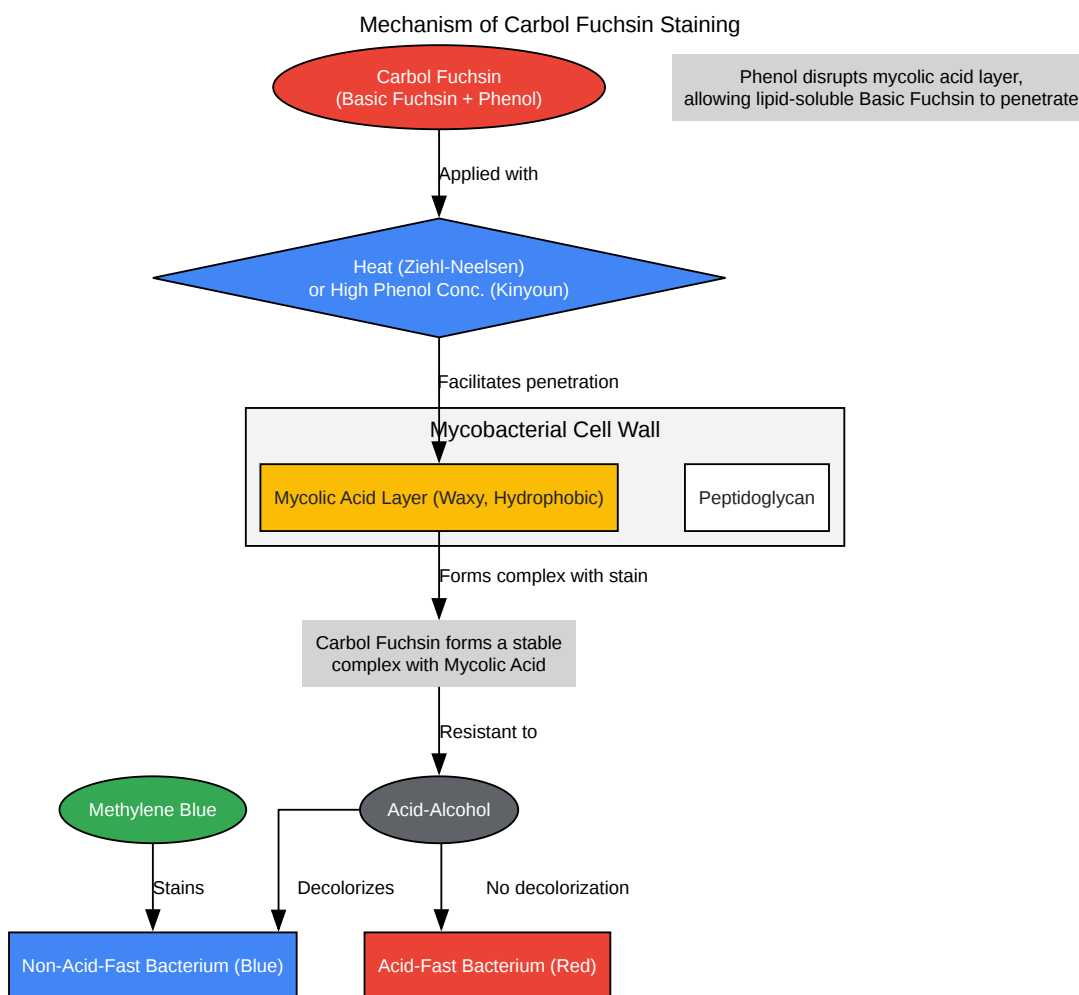 Mechanism of Carbol Fuchsin Staining
Carbol Fuchsin
(Basic Fuchsin + Phenol)
Phenol disrupts mycolic acid layer,
allowing lipid-soluble Basic Fuchsin to penetrate
Applied with
Heat (Ziehl-Neelsen)
or High Phenol Conc. (Kinyoun)
Facilitates penetration
Mycobacterial Cell Wall
Mycolic Acid Layer (Waxy, Hydrophobic)
Peptidoglycan
Forms complex with stain
Carbol Fuchsin forms a stable
complex with Mycolic Acid
Resistant to
Methylene Blue
Acid-Alcohol
Stains
Decolorizes
No decolorization
Non-Acid-Fast Bacterium (Blue)
Acid-Fast Bacterium (Red)